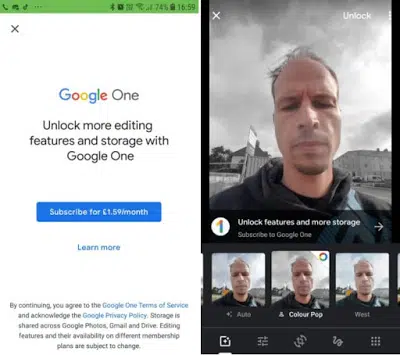 74% 16:59
Google One
Unlock more editing
features and storage with
Google One
Subscribe for £1.59/month
Learn more
By continuing, you agree to the Google One Terms of Service
and acknowledge the Google Privacy Policy. Storage is
shared across Google Photos, Gmail and Drive. Editing
features and their availability on different membership
plans are subject to change.
Unlock
1
Unlock features and more storage
Subscribe to Google One
Auto
Colour Pop
West